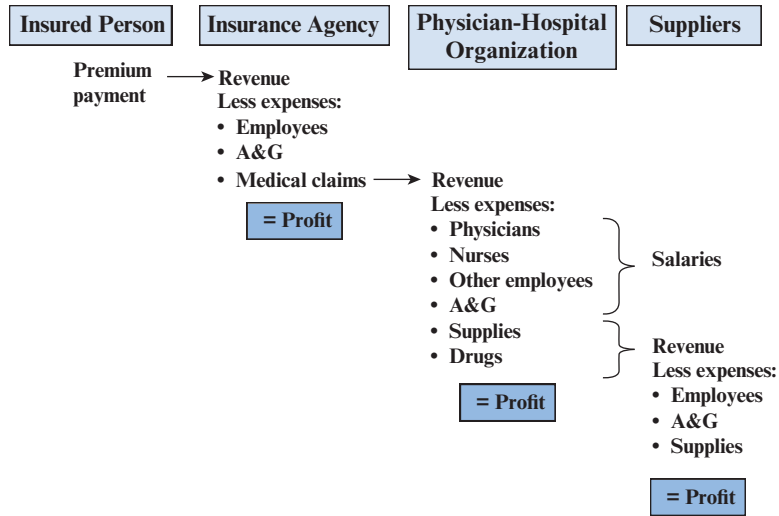 Insured Person
Insurance Agency
Physician-Hospital
Organization
Suppliers
Premium
payment
Revenue
Less expenses:
• Employees
• A&G
• Medical claims
= Profit
Revenue
Less expenses:
• Physicians
• Nurses
• Other employees
• A&G
• Supplies
• Drugs
= Profit
Salaries
Revenue
Less expenses:
• Employees
• A&G
• Supplies
= Profit